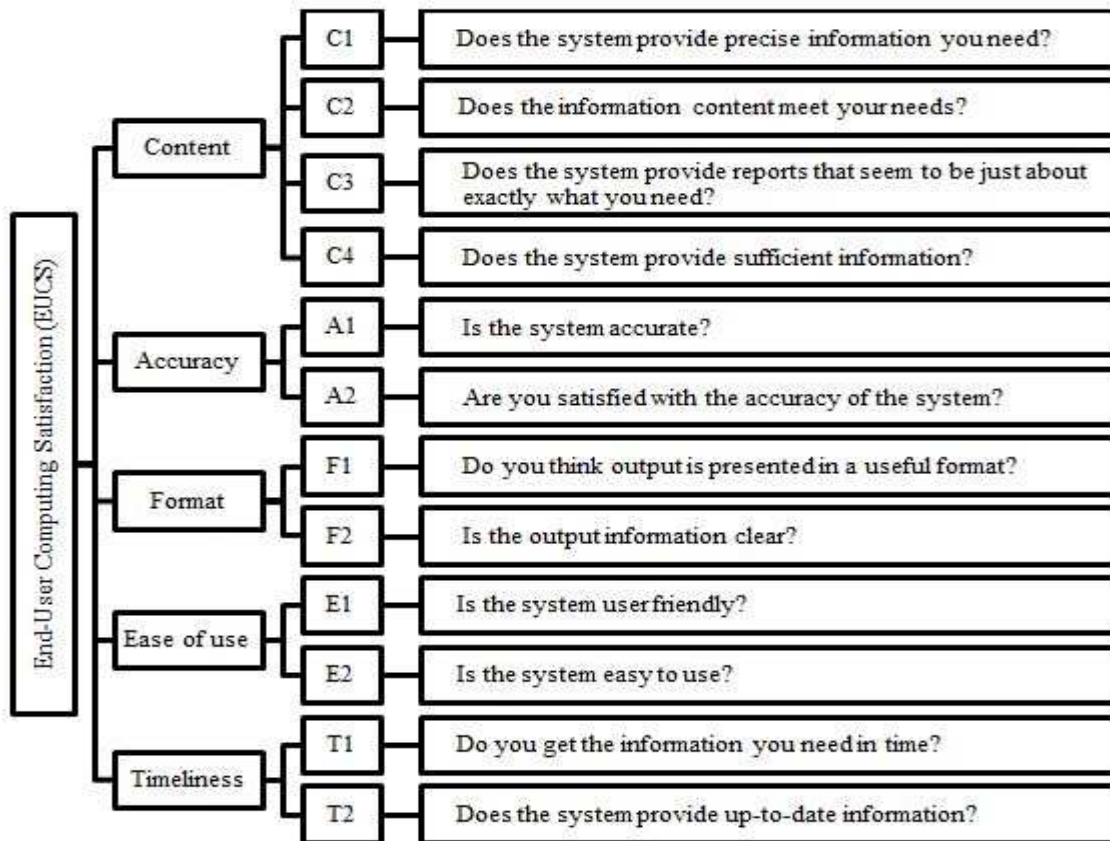 End-User Computing Satisfaction (EUCS)
Content
C1
Does the system provide precise information you need?
C2
Does the information content meet your needs?
C3
Does the system provide reports that seem to be just about
exactly what you need?
C4
Does the system provide sufficient information?
Accuracy
A1
Is the system accurate?
A2
Are you satisfied with the accuracy of the system?
Format
F1
Do you think output is presented in a useful format?
F2
Is the output information clear?
Ease of use
E1
Is the system user friendly?
E2
Is the system easy to use?
Timeliness
T1
Do you get the information you need in time?
T2
Does the system provide up-to-date information?